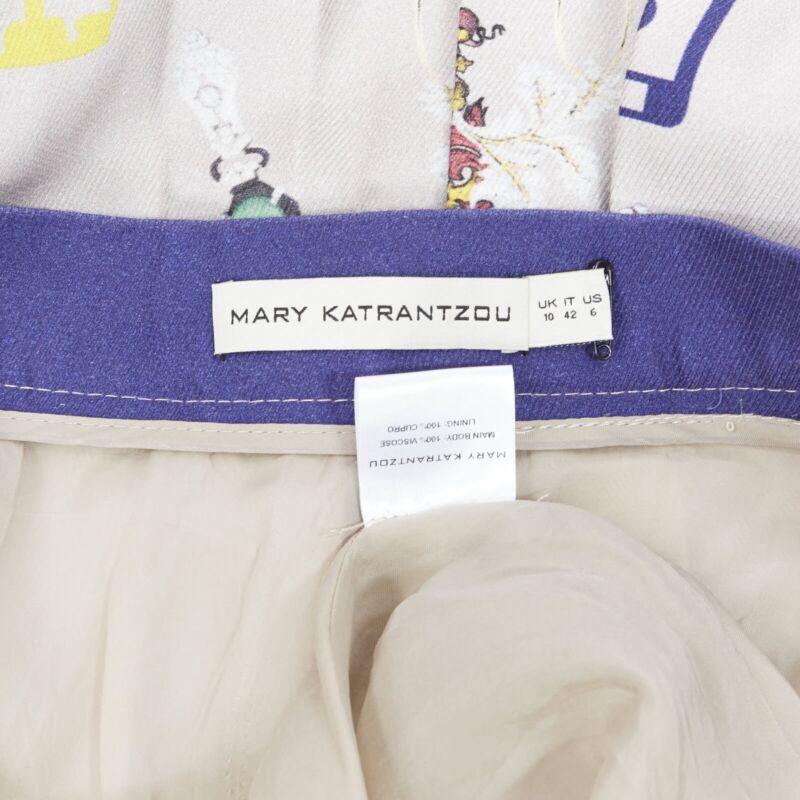 MARY KATRANTZOU
UK IT US
10 42 6
MARY KATRANTZOU
MAIN BODY: 100% VISCOSE
LINING: 100% CUPRO